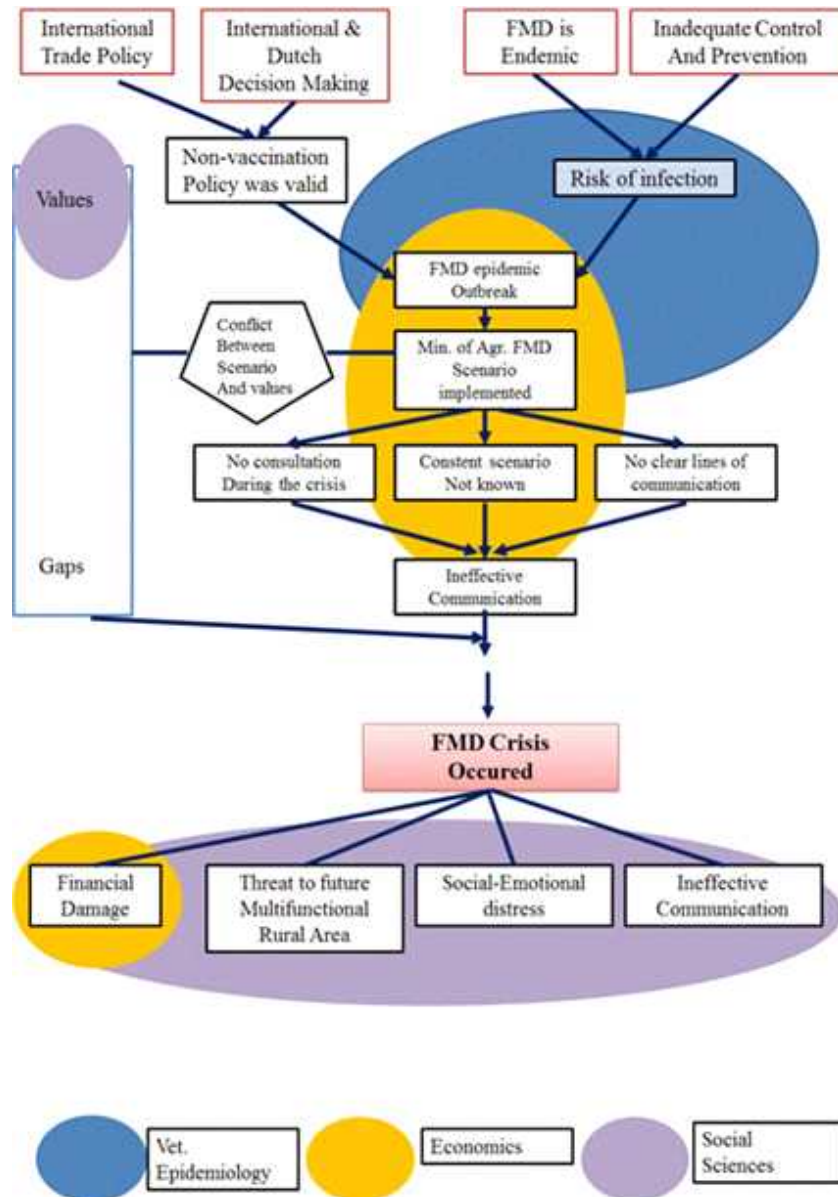 International
Trade Policy
International &
Dutch
Decision Making
FMD is
Endemic
Inadequate Control
And Prevention
Non-vaccination
Policy was valid
Risk of infection
Values
FMD epidemic
Outbreak
Conflict
Between
Scenario
And values
Min. of Agr. FMD
Scenario
implemented
No consultation
During the crisis
Constent scenario
Not known
No clear lines of
communication
Gaps
Ineffective
Communication
FMD Crisis
Occured
Financial
Damage
Threat to future
Multifunctional
Rural Area
Social-Emotional
distress
Ineffective
Communication
Vet.
Epidemiology
Economics
Social
Sciences